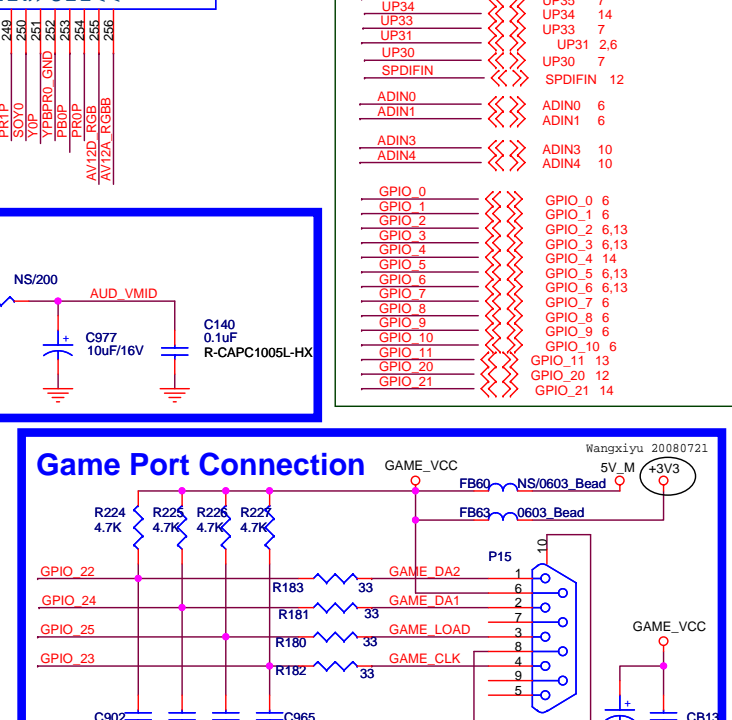 249
250
251
252
253
254
255
256
PR1P
SOY0
Y0P
YPBPR0_GND
PB0P
PR0P
AV12D_RGB
AV12A_RGBB
UP34
UP33
UP31
UP30
SPDIFIN
ADIN0
ADIN1
ADIN3
ADIN4
GPIO_0
GPIO_1
GPIO_2
GPIO_3
GPIO_4
GPIO_5
GPIO_6
GPIO_7
GPIO_8
GPIO_9
GPIO_10
GPIO_11
GPIO_20
GPIO_21
UP35 7
UP34 14
UP33 7
UP31 2,6
UP30 7
SPDIFIN 12
ADIN0 6
ADIN1 6
ADIN3 10
ADIN4 10
GPIO_0 6
GPIO_1 6
GPIO_2 6,13
GPIO_3 6,13
GPIO_4 14
GPIO_5 6,13
GPIO_6 6,13
GPIO_7 6
GPIO_8 6
GPIO_9 6
GPIO_10 6
GPIO_11 13
GPIO_20 12
GPIO_21 14
NS/200
AUD_VMID
C977
10uF/16V
C140
0.1uF
R-CAPC1005L-HX
Game Port Connection
Wangxiyu 20080721
GAME_VCC
5V_M
+3V3
FB60 NS/0603_Bead
FB63 0603_Bead
R224
4.7K
R225
4.7K
R226
4.7K
R227
4.7K
P15
10
GPIO_22
R183
33
GAME_DA2
1
6
GPIO_24
R181
33
GAME_DA1
2
7
GPIO_25
R180
33
GAME_LOAD
3
8
GPIO_23
R182
33
GAME_CLK
4
9
5
GAME_VCC
C902
C965
CB13